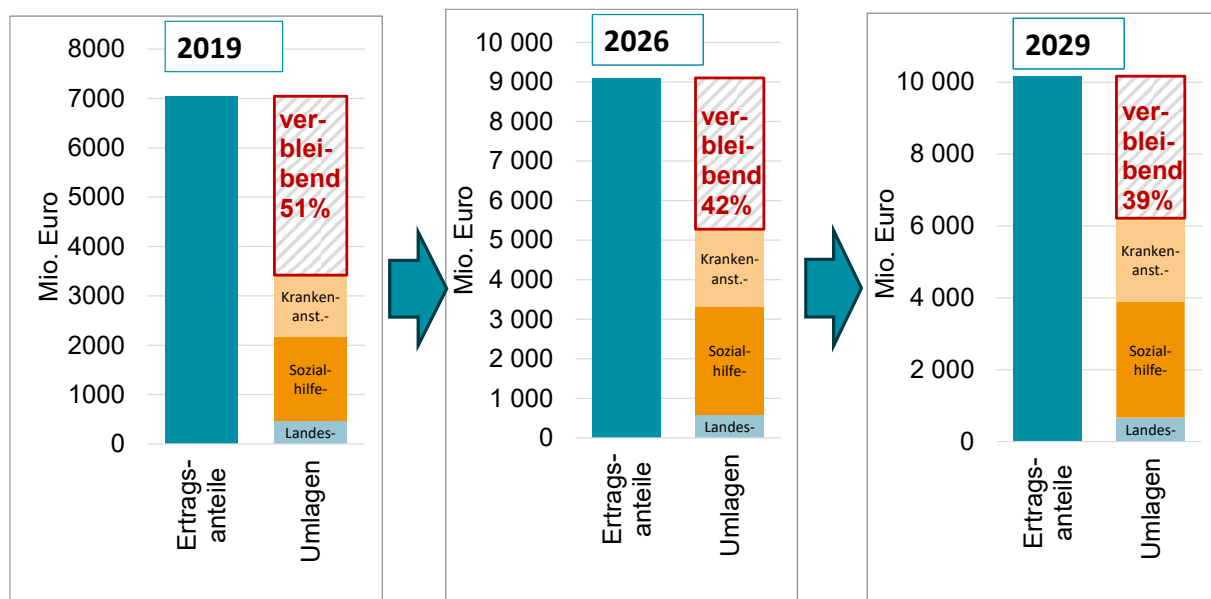 2019
Mio. Euro
8000
7000
6000
5000
4000
3000
2000
1000
0
ver-
blei-
bend
51%
Kranken-
anst.-
Sozial-
hilfe-
Landes-
Ertrags-
anteile
Umlagen
2026
Mio. Euro
10 000
9 000
8 000
7 000
6 000
5 000
4 000
3 000
2 000
1 000
0
ver-
blei-
bend
42%
Kranken-
anst.-
Sozial-
hilfe-
Landes-
Ertrags-
anteile
Umlagen
2029
Mio. Euro
10 000
8 000
6 000
4 000
2 000
0
ver-
blei-
bend
39%
Kranken-
anst.-
Sozial-
hilfe-
Landes-
Ertrags-
anteile
Umlagen